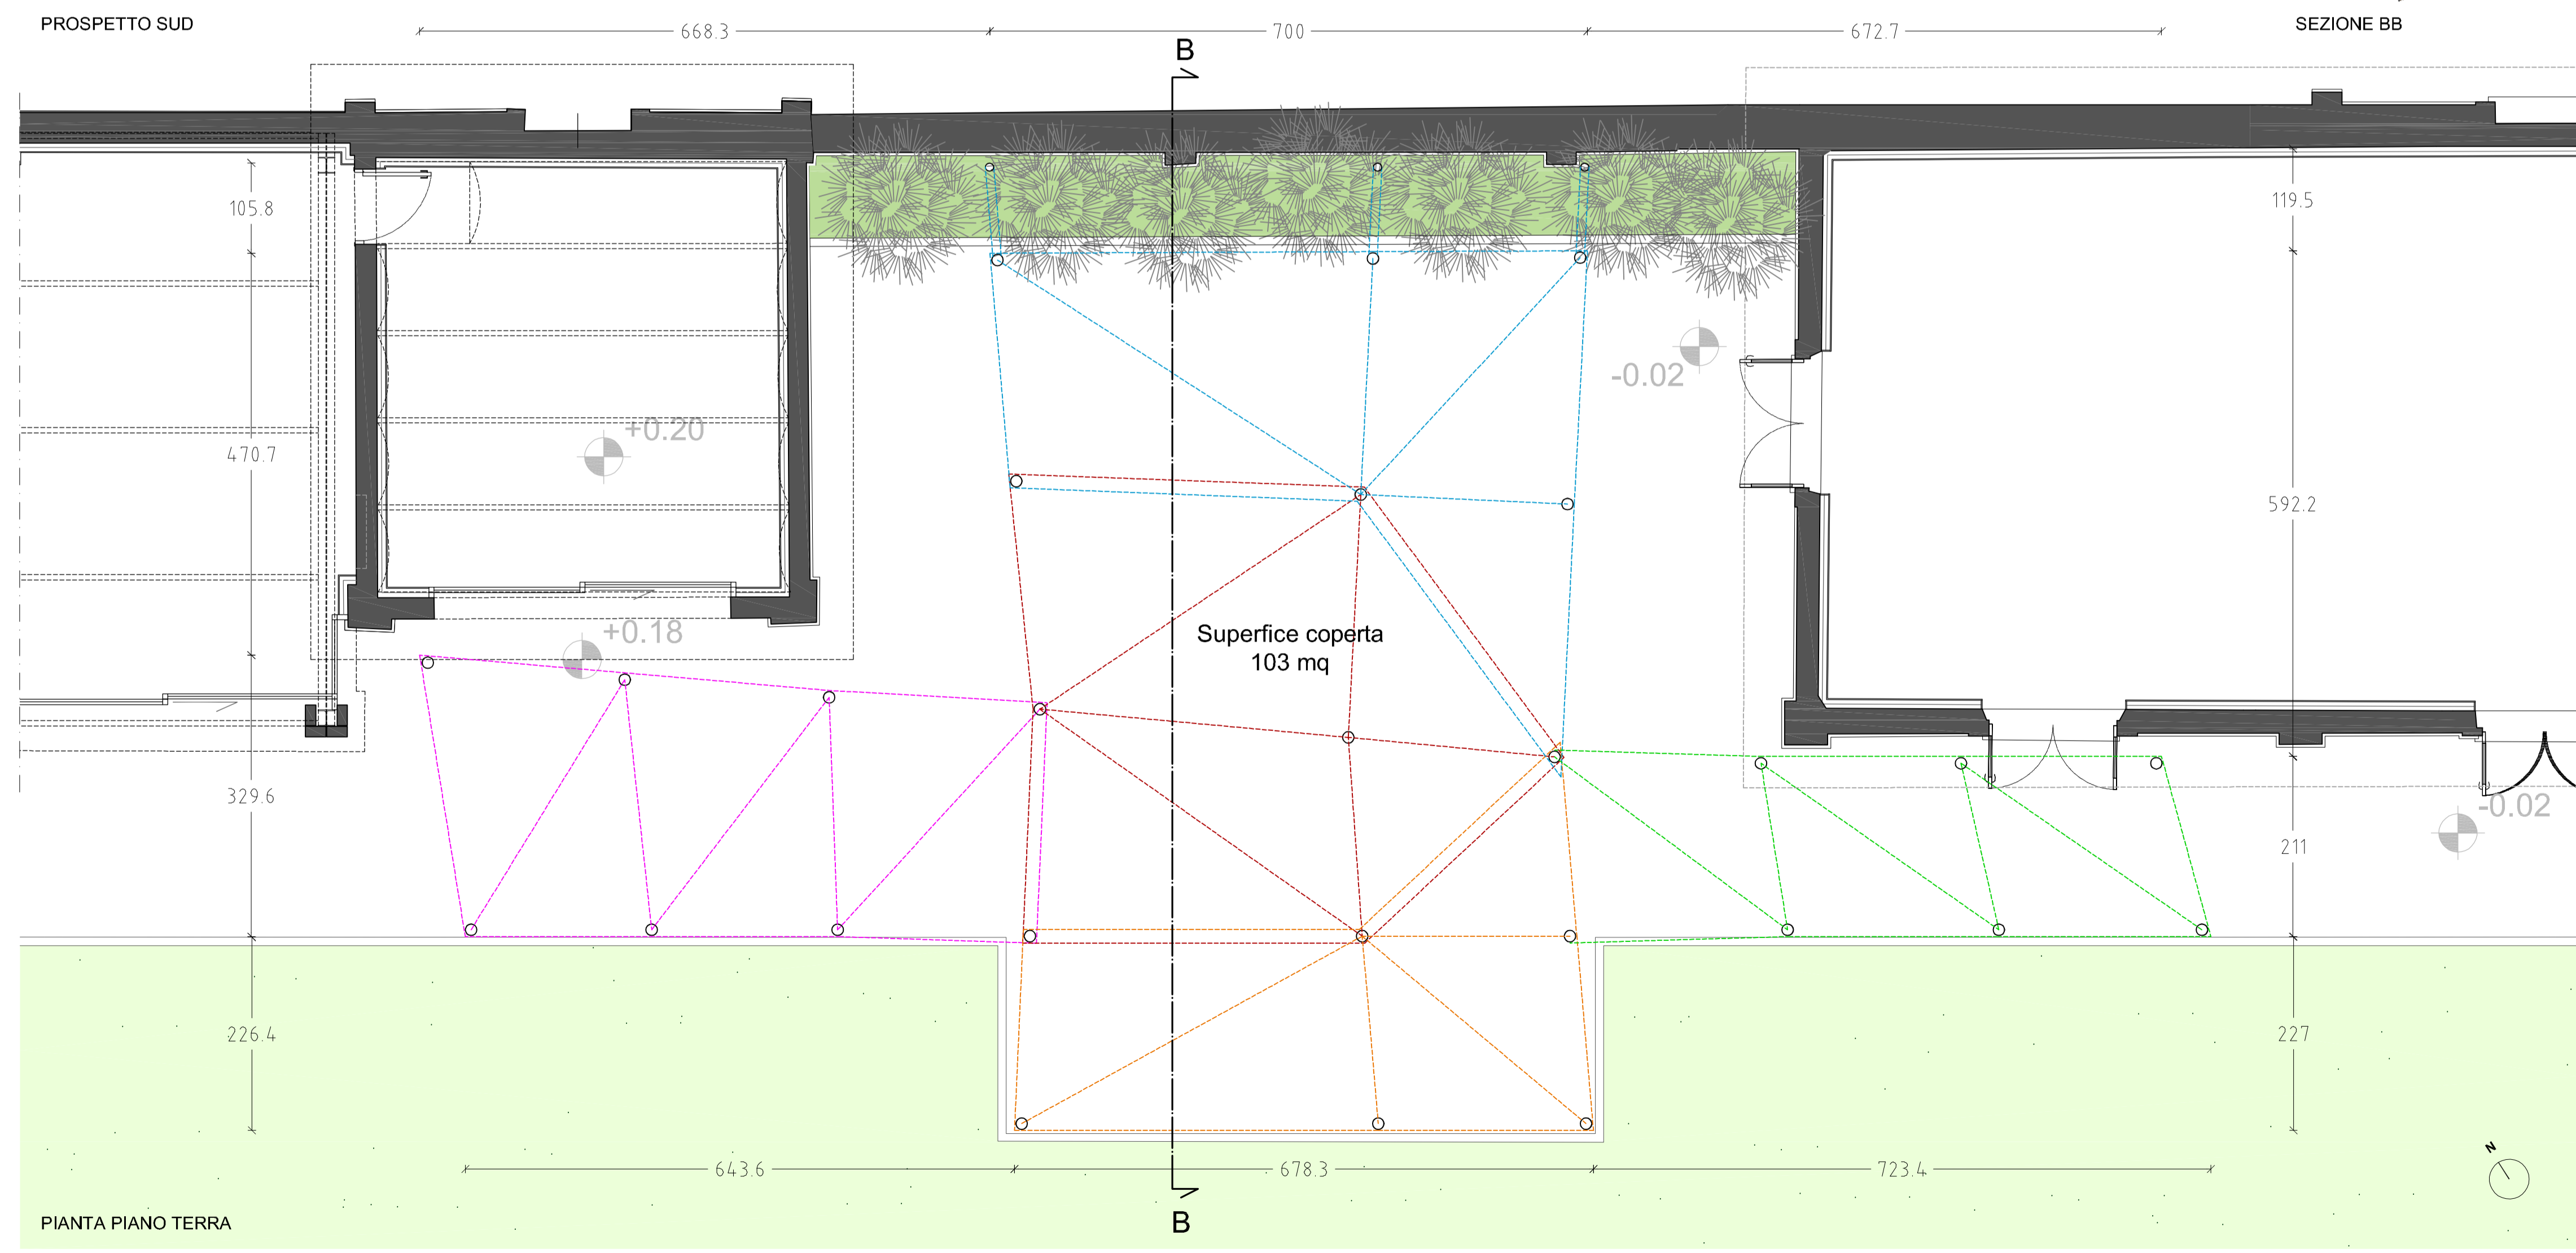 PROSPETTO SUD
SEZIONE BB
668.3
700
672.7
B
105.8
119.5
-0.02
+0.20
470.7
592.2
+0.18
Superfice coperta
103 mq
329.6
-0.02
211
226.4
227
643.6
678.3
723.4
N
PIANTA PIANO TERRA
B